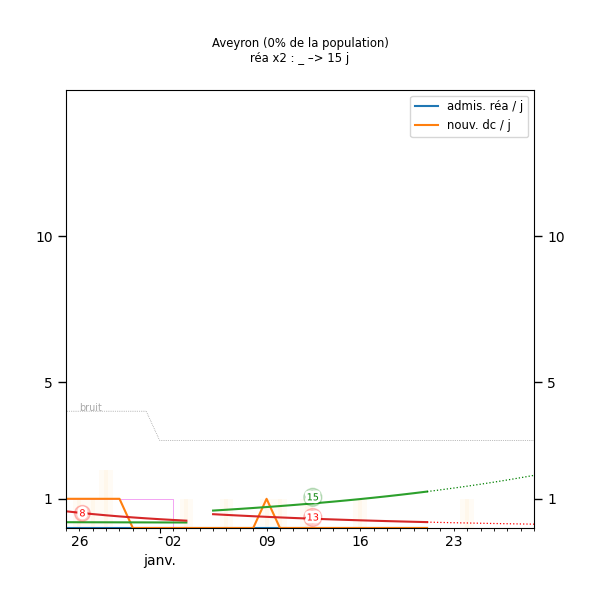 Aveyron (0% de la population)
réa x2 : _ –> 15 j
admis. réa / j
nouv. dc / j
10
10
5
5
bruit
1
1
8
15
13
26
02
09
16
23
janv.